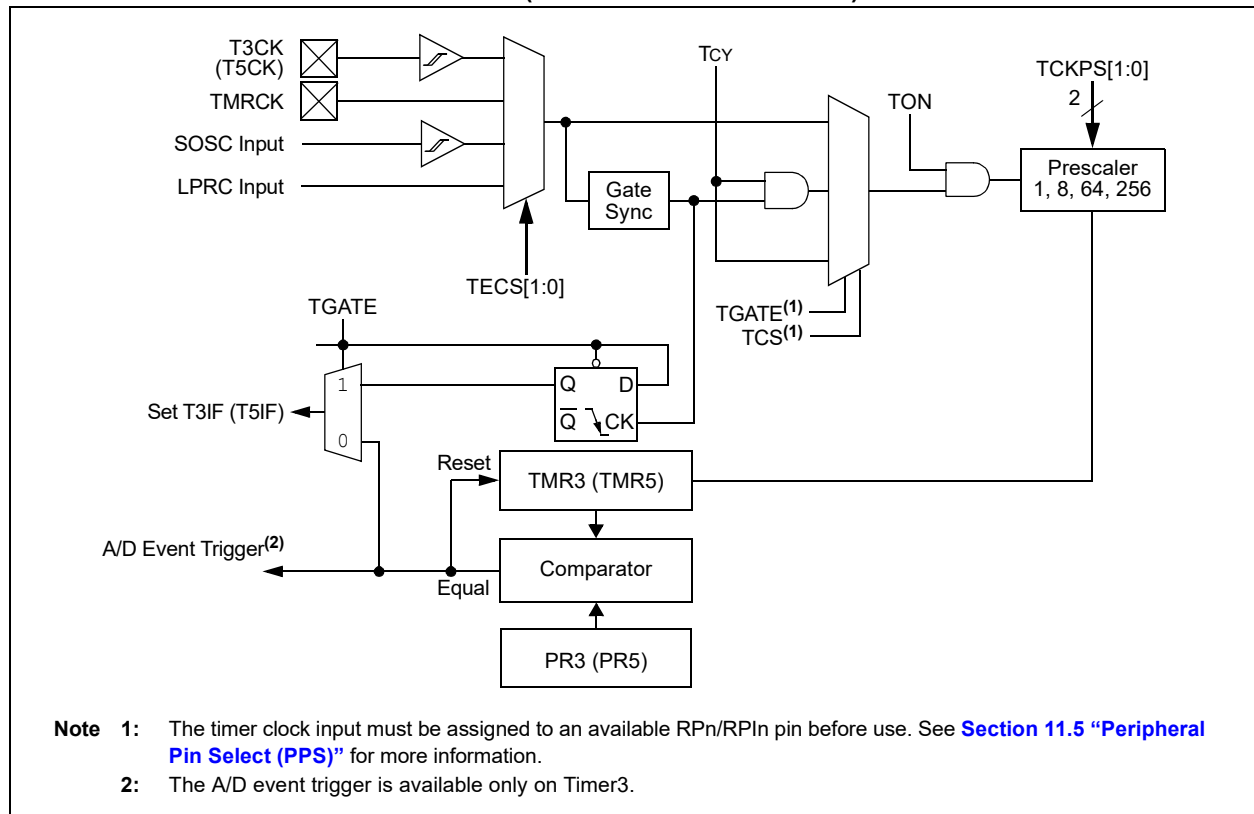 T3CK
(T5CK)
TMRCK
SOSC Input
LPRC Input
TECS[1:0]
Gate
Sync
TCY
TGATE(1)
TCS(1)
TON
TCKPS[1:0]
2
Prescaler
1, 8, 64, 256
TGATE
1
0
Set T3IF (T5IF)
Q
D
Q
CK
Reset
TMR3 (TMR5)
A/D Event Trigger(2)
Equal
Comparator
PR3 (PR5)
Note 1: The timer clock input must be assigned to an available RPn/RPIn pin before use. See Section 11.5 “Peripheral
Pin Select (PPS)” for more information.
2: The A/D event trigger is available only on Timer3.